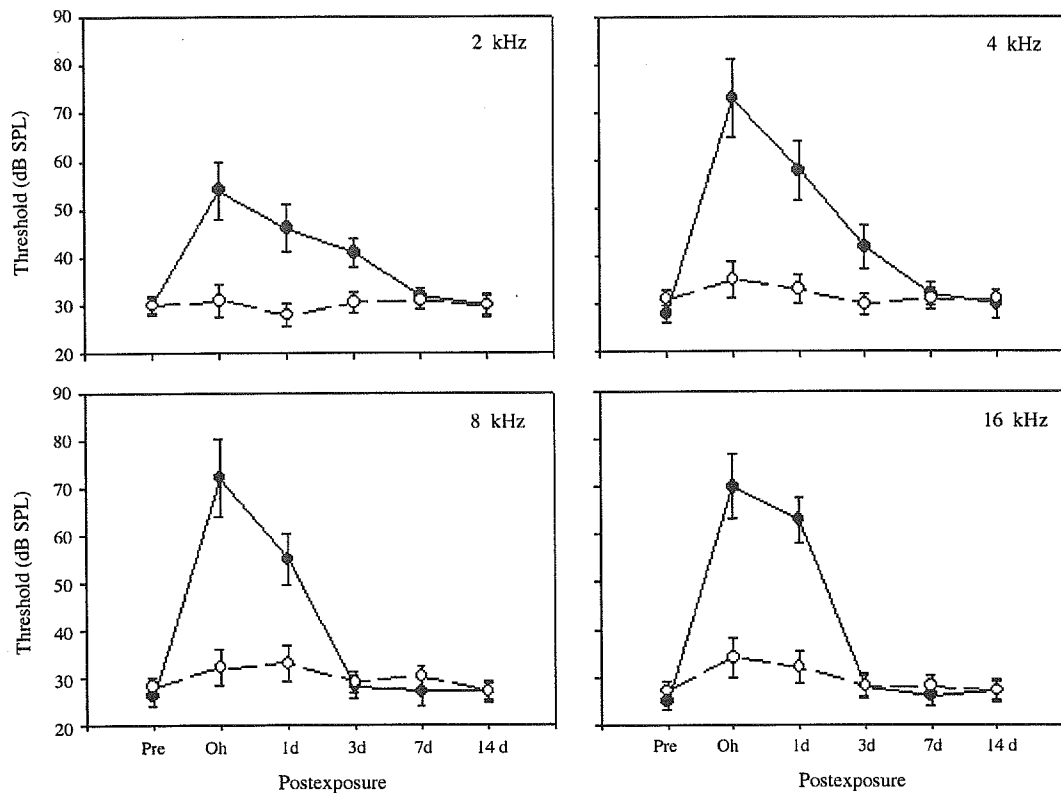 90
80
70
60
50
40
30
20
Threshold (dB SPL)
2 kHz
4 kHz
90
80
70
60
50
40
30
20
Threshold (dB SPL)
8 kHz
16 kHz
Pre Oh 1d 3d 7d 14 d
Postexposure
Pre Oh 1d 3d 7d 14 d
Postexposure